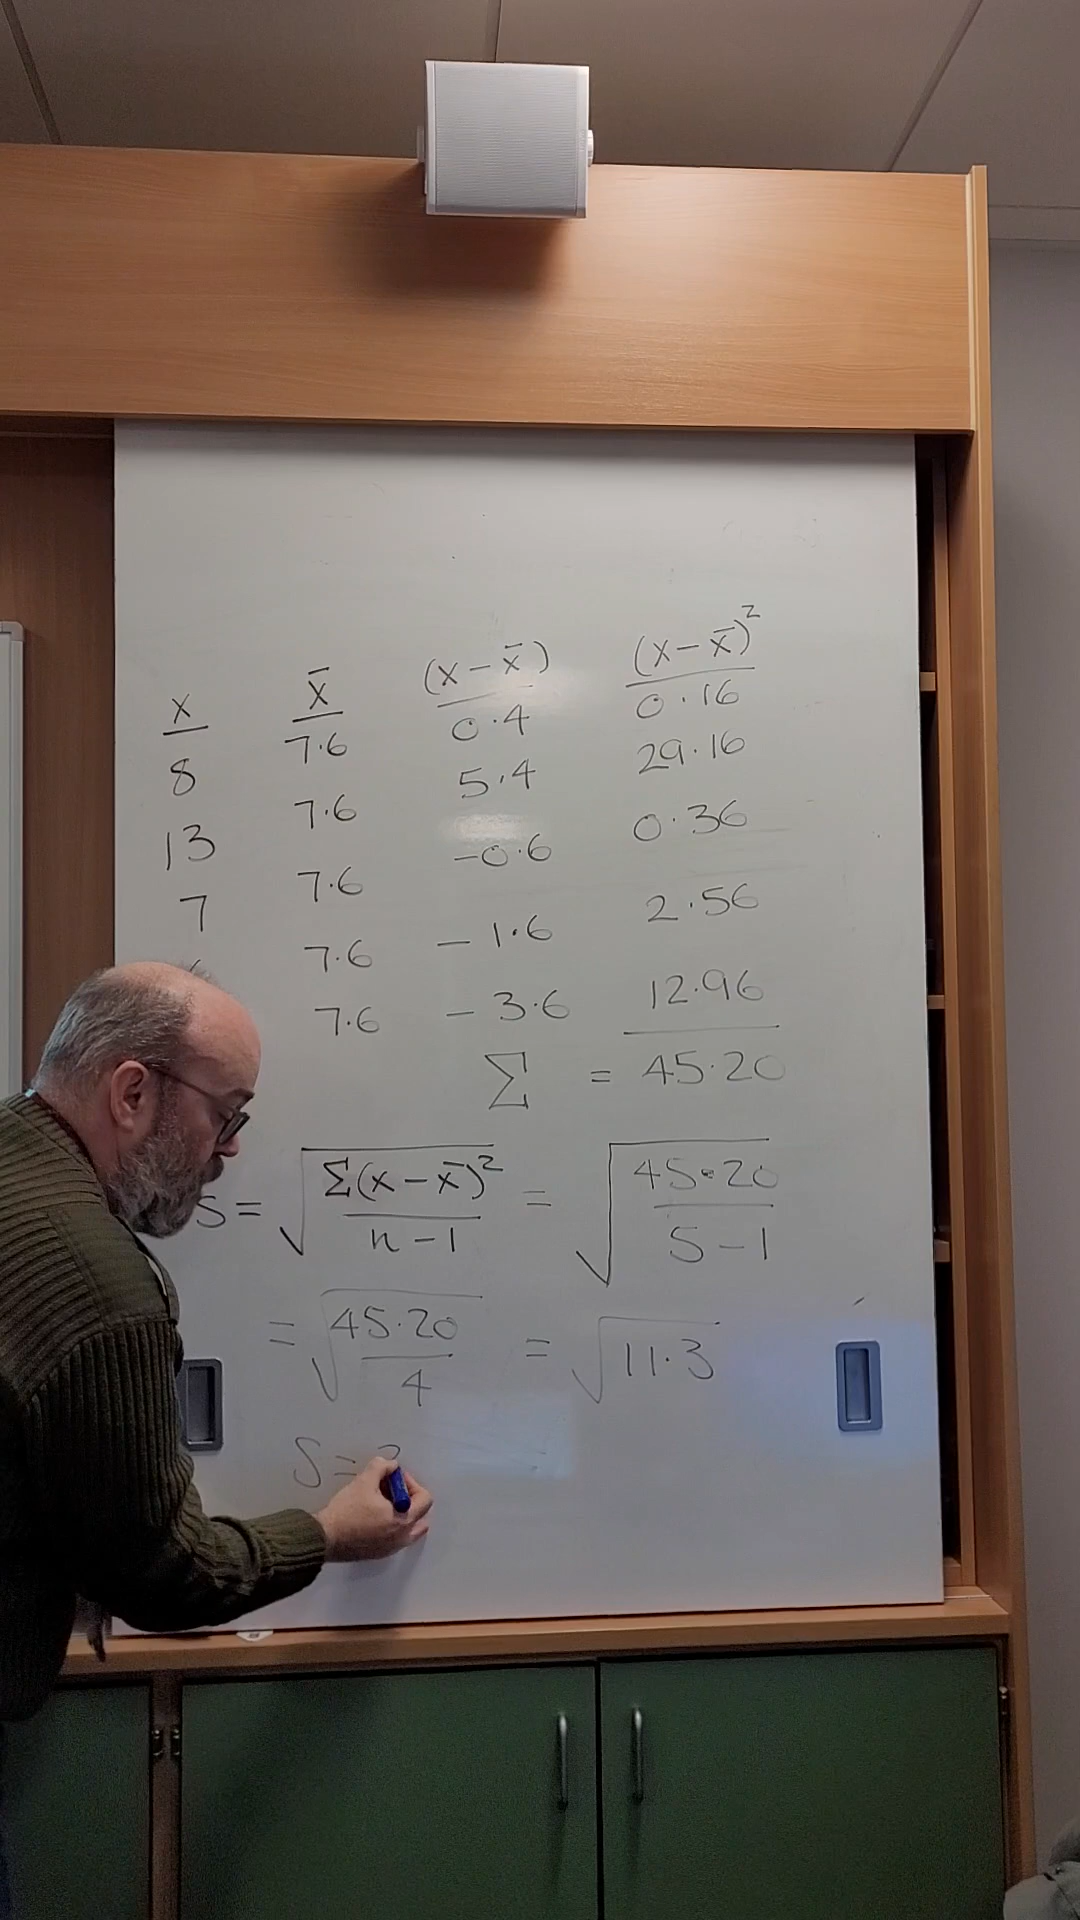 x x̄ (x-x̄) (x-x̄)²
8 7.6 0.4 0.16
13 7.6 5.4 29.16
7 7.6 -0.6 0.36
7.6 -1.6 2.56
7.6 -3.6 12.96
Σ = 45.20
S = √(Σ(x-x̄)²/(n-1)) = √(45.20/(5-1))
= √(45.20/4) = √11.3
S =